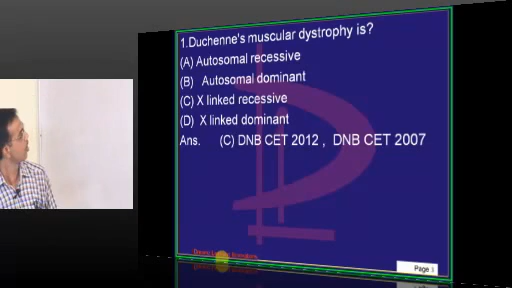 1.Duchenne's muscular dystrophy is?
(A) Autosomal recessive
(B) Autosomal dominant
(C) X linked recessive
(D) X linked dominant
Ans. (C) DNB CET 2012 , DNB CET 2007
Page